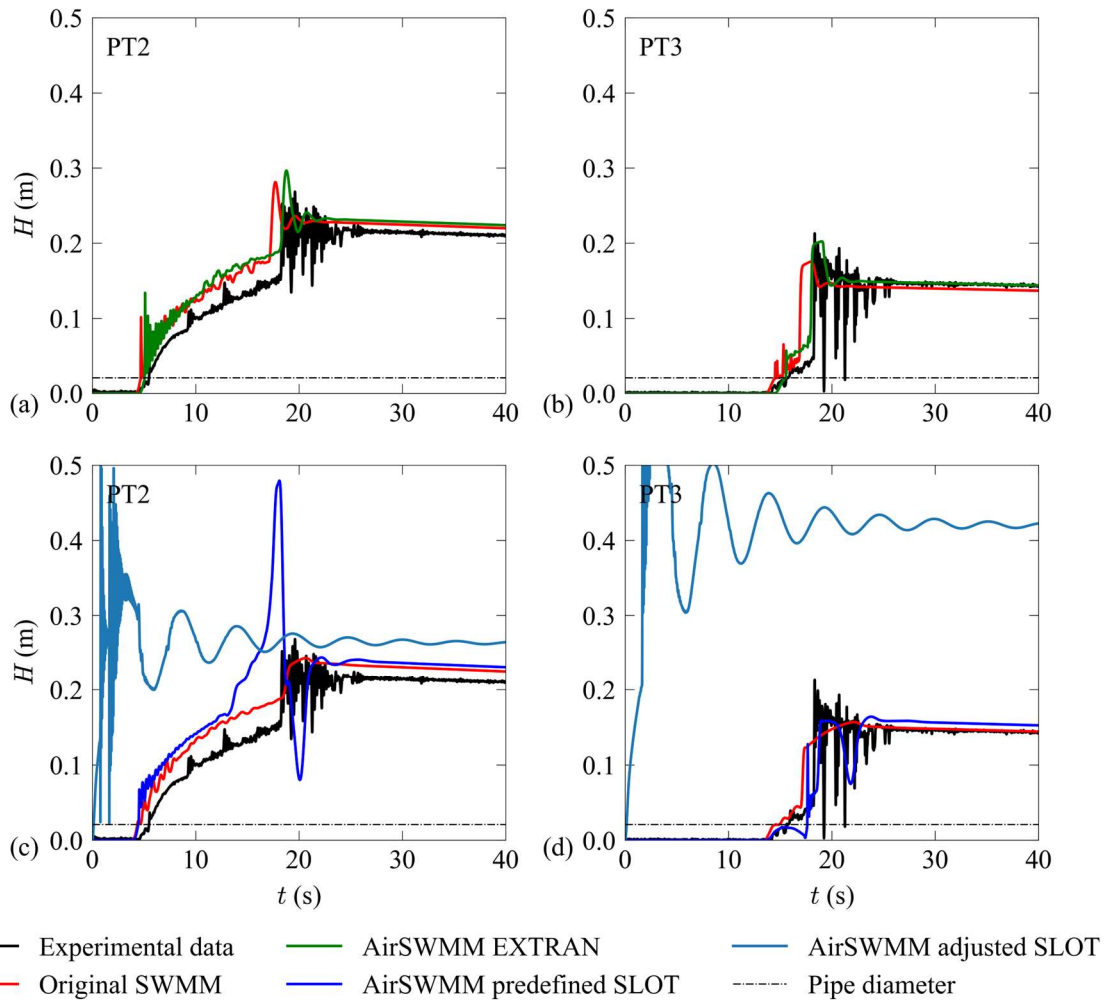 0.5
PT2
0.4
0.3
H (m)
0.2
0.1
0.0
(a)
0 10 20 30 40
0.5
PT3
0.4
0.3
0.2
0.1
0.0
(b)
0 10 20 30 40
0.5
PT2
0.4
0.3
H (m)
0.2
0.1
0.0
(c)
0 10 20 30 40
t (s)
0.5
PT3
0.4
0.3
0.2
0.1
0.0
(d)
0 10 20 30 40
t (s)
Experimental data AirSWMM EXTRAN AirSWMM adjusted SLOT
Original SWMM AirSWMM predefined SLOT Pipe diameter